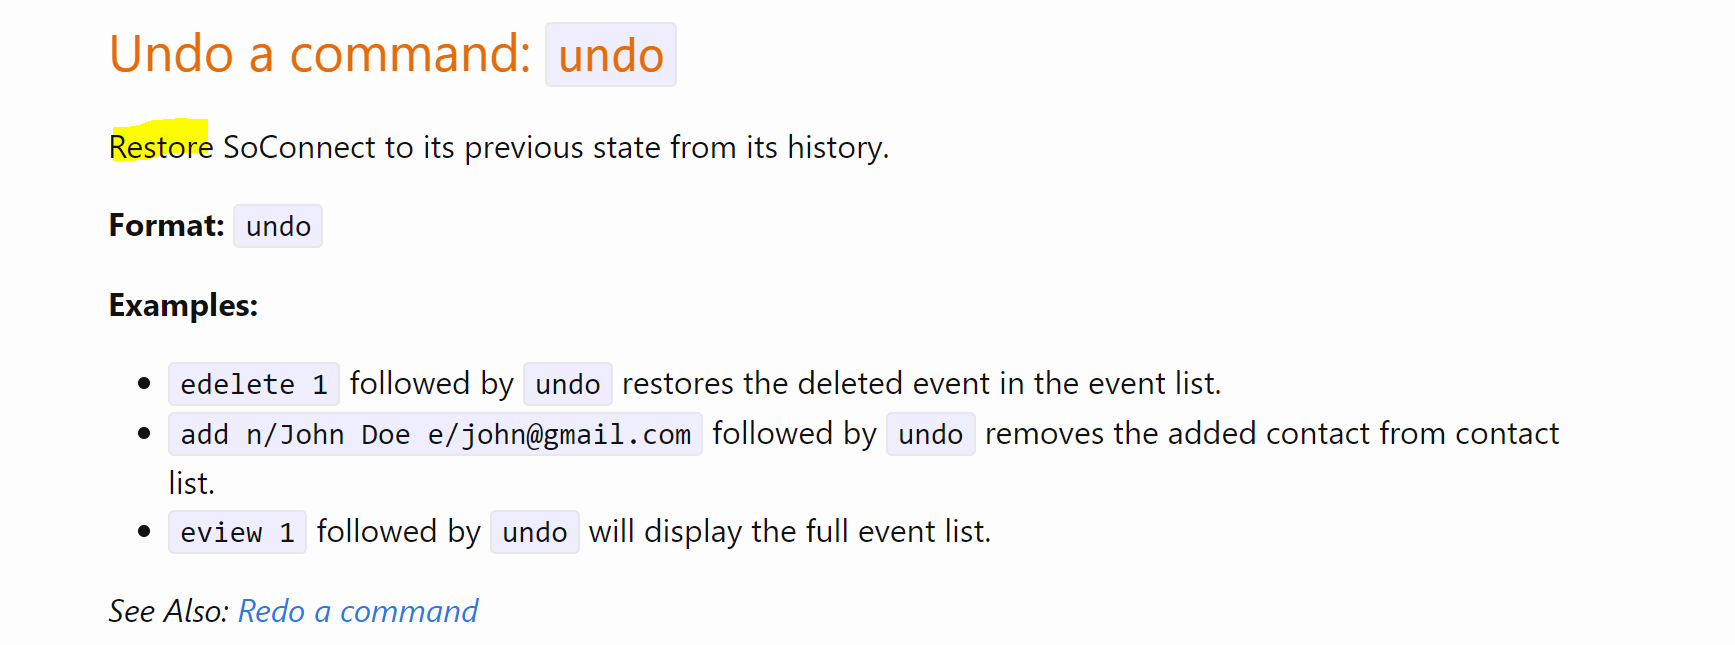 Undo a command: undo
Restore SoConnect to its previous state from its history.
Format: undo
Examples:
edelete 1 followed by undo restores the deleted event in the event list.
add n/John Doe e/john@gmail.com followed by undo removes the added contact from contact
list.
eview 1 followed by undo will display the full event list.
See Also: Redo a command